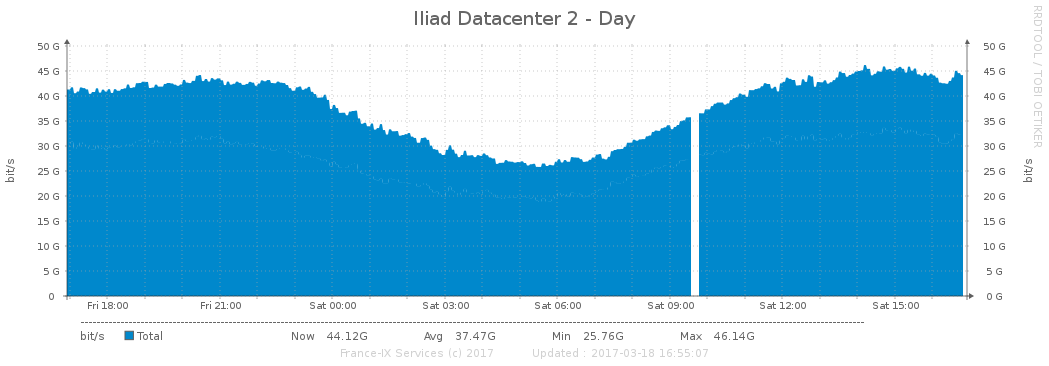 Iliad Datacenter 2 - Day
RRDTOOL / TOBI OETIKER
bit/s
50 G
45 G
40 G
35 G
30 G
25 G
20 G
15 G
10 G
5 G
0
50 G
45 G
40 G
35 G
30 G
25 G
20 G
15 G
10 G
5 G
0 G
bit/s
Fri 18:00 Fri 21:00 Sat 00:00 Sat 03:00 Sat 06:00 Sat 09:00 Sat 12:00 Sat 15:00
bit/s Total Now 44.12G Avg 37.47G Min 25.76G Max 46.14G
France-IX Services (c) 2017 Updated : 2017-03-18 16:55:07